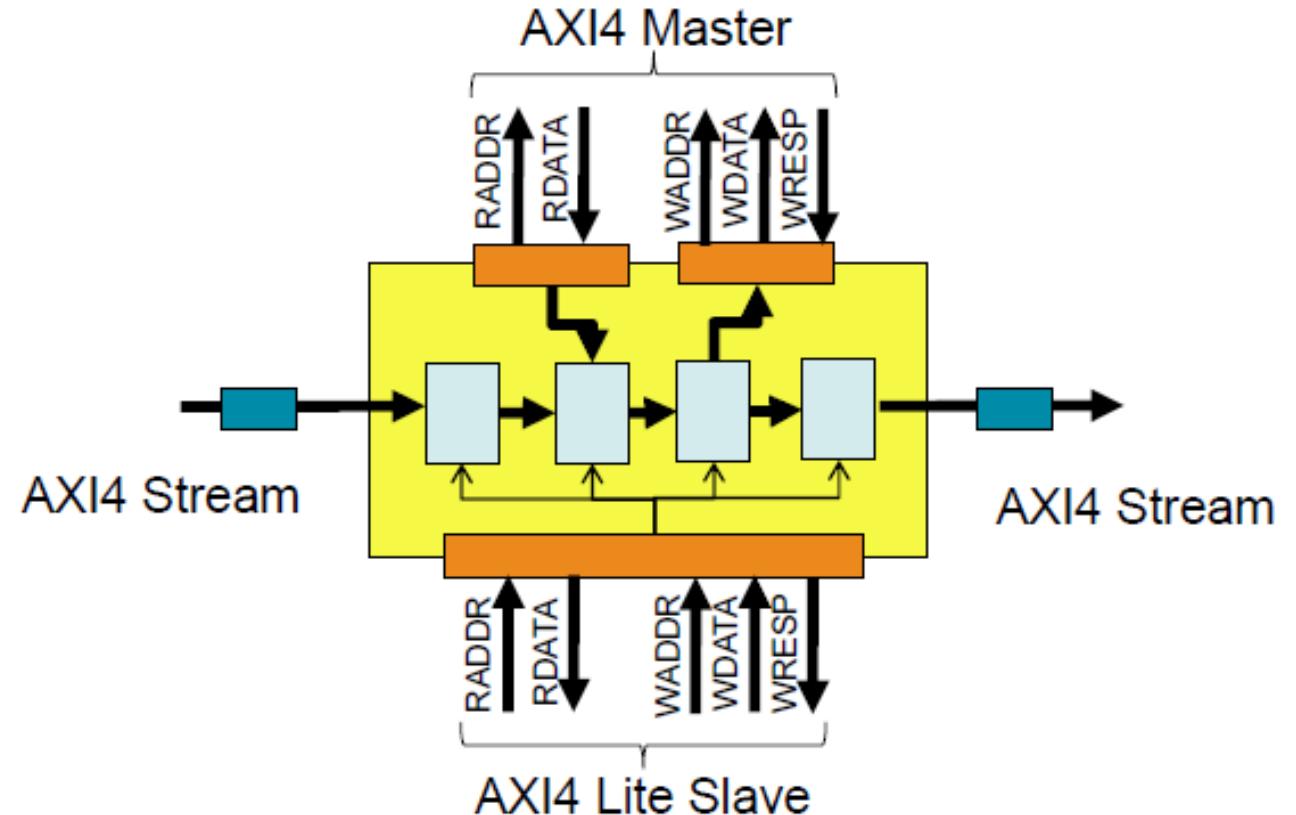 AXI4 Master
RADDR
RDATA
WADDR
WDATA
WRESP
AXI4 Stream
AXI4 Stream
RADDR
RDATA
WADDR
WDATA
WRESP
AXI4 Lite Slave